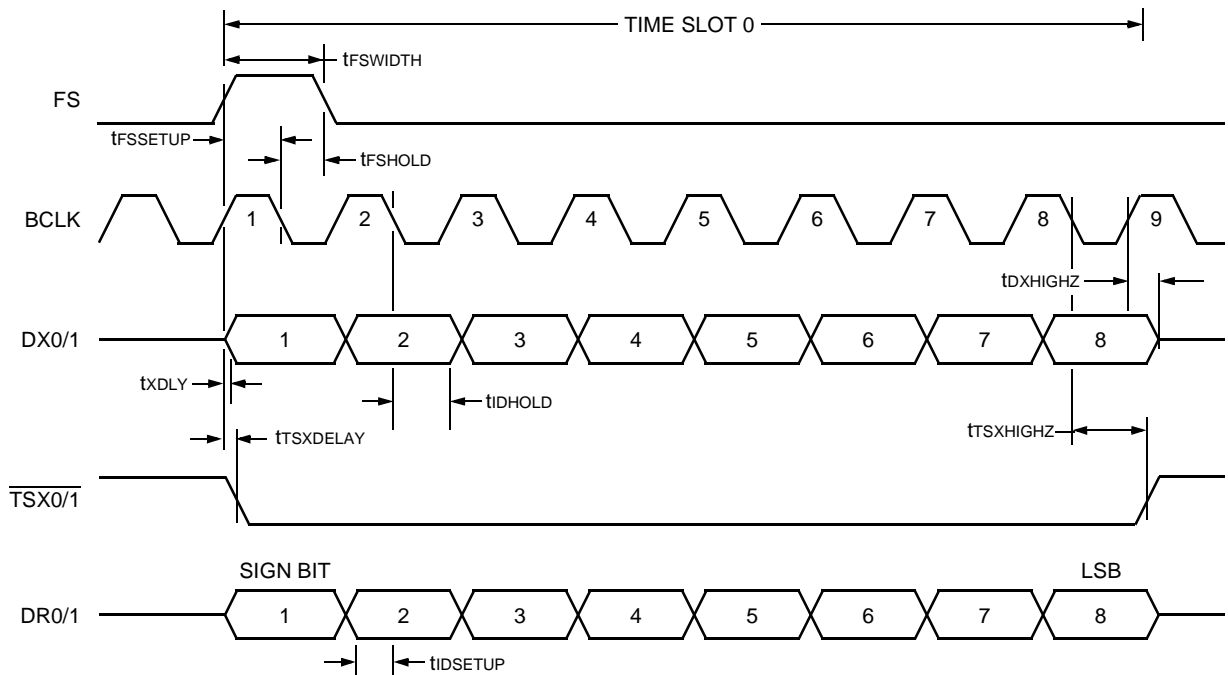 TIME SLOT 0
tFSWIDTH
FS
tFSSETUP
tFSHOLD
BCLK 1 2 3 4 5 6 7 8 9
tDXHIGHZ
DX0/1 1 2 3 4 5 6 7 8
tXDLY
tIDHOLD
tTSXDELAY
tTSXHIGHZ
TSX0/1
SIGN BIT LSB
DR0/1 1 2 3 4 5 6 7 8
tIDSETUP